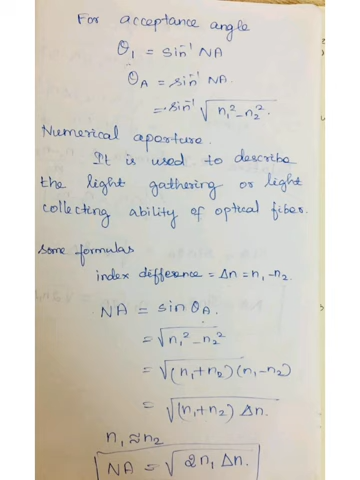 For acceptance angle
θ₁ = sin⁻¹ NA
θ_A = sin⁻¹ NA.
= sin⁻¹ √(n₁² - n₂²).
Numerical aperture.
It is used to describe
the light gathering or light
collecting ability of optical fiber.
some formulas
index difference = Δn = n₁ - n₂.
NA = sin θ_A.
= √(n₁² - n₂²)
= √((n₁ + n₂) (n₁ - n₂))
= √((n₁ + n₂) Δn.)
n₁ ≈ n₂
NA = √(2n₁ Δn.)